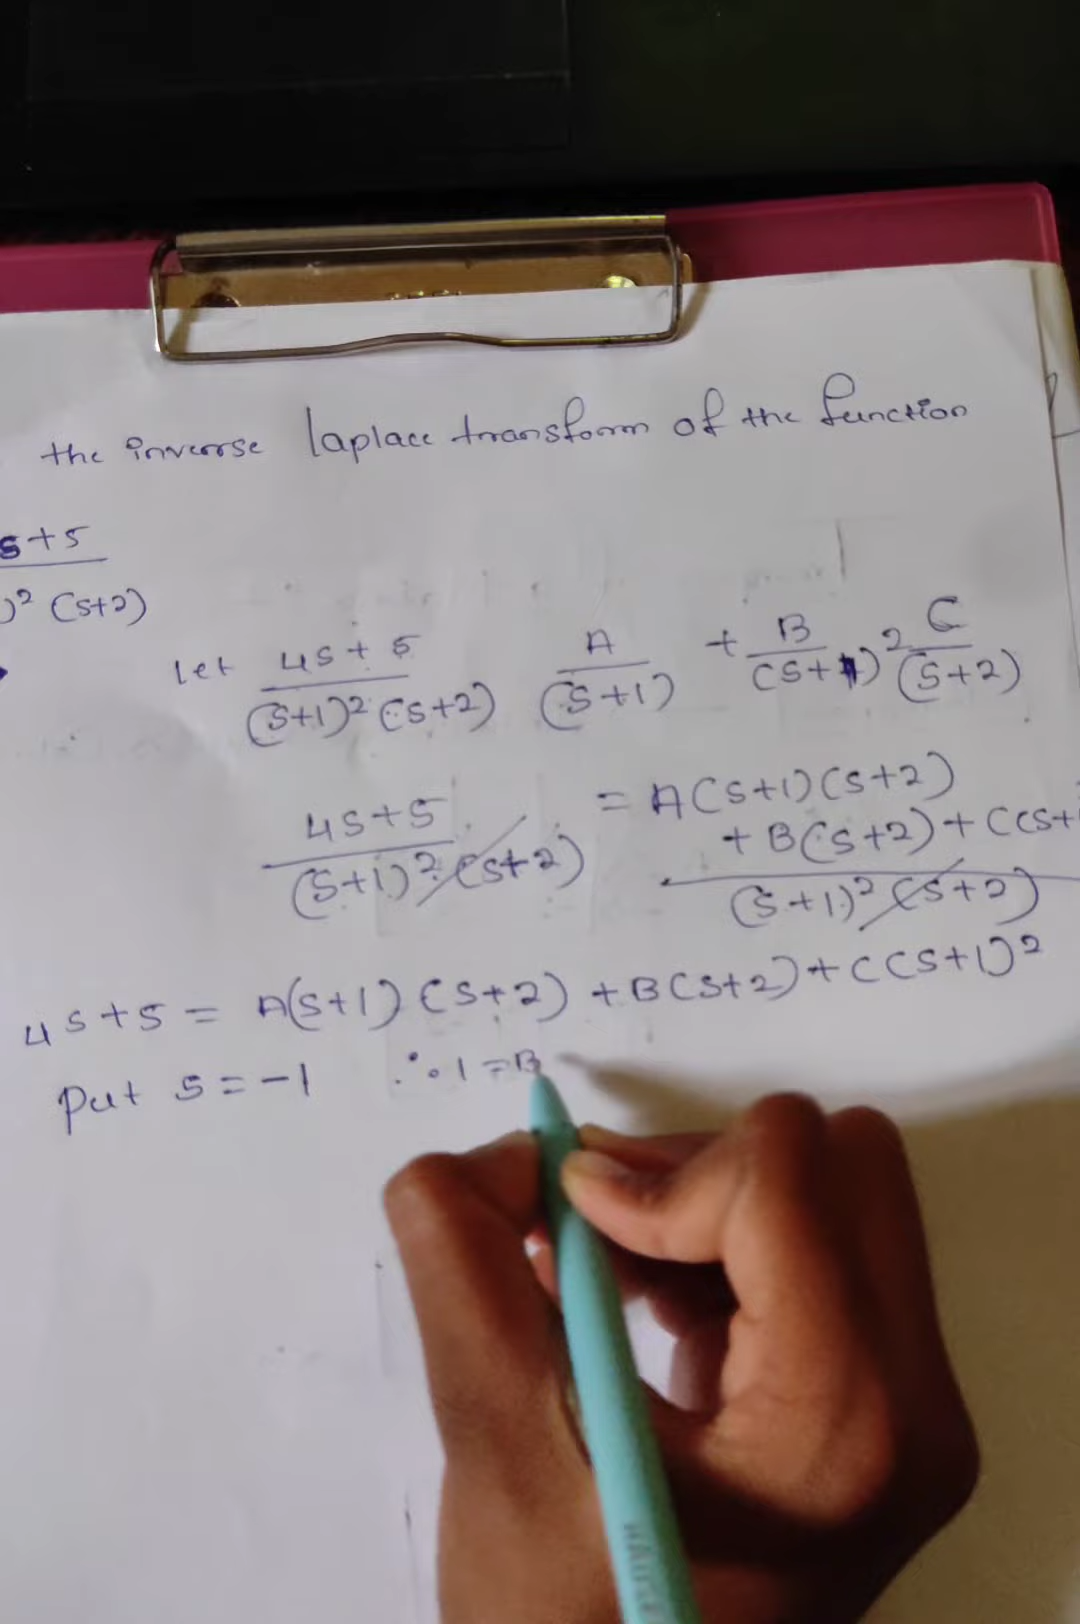 the inverse laplace transform of the function
s+5
)² (s+2)
Let 4s+5 A + B C
(s+1)²(s+2) (s+1) (s+1)² (s+2)
4s+5 = A(s+1)(s+2)
+ B(s+2) + C(s+1
(s+1)²(s+2) (s+1)²(s+2)
4s+5 = A(s+1)(s+2) + B(s+2) + C(s+1)²
Put s = -1 ∴ 1 = B